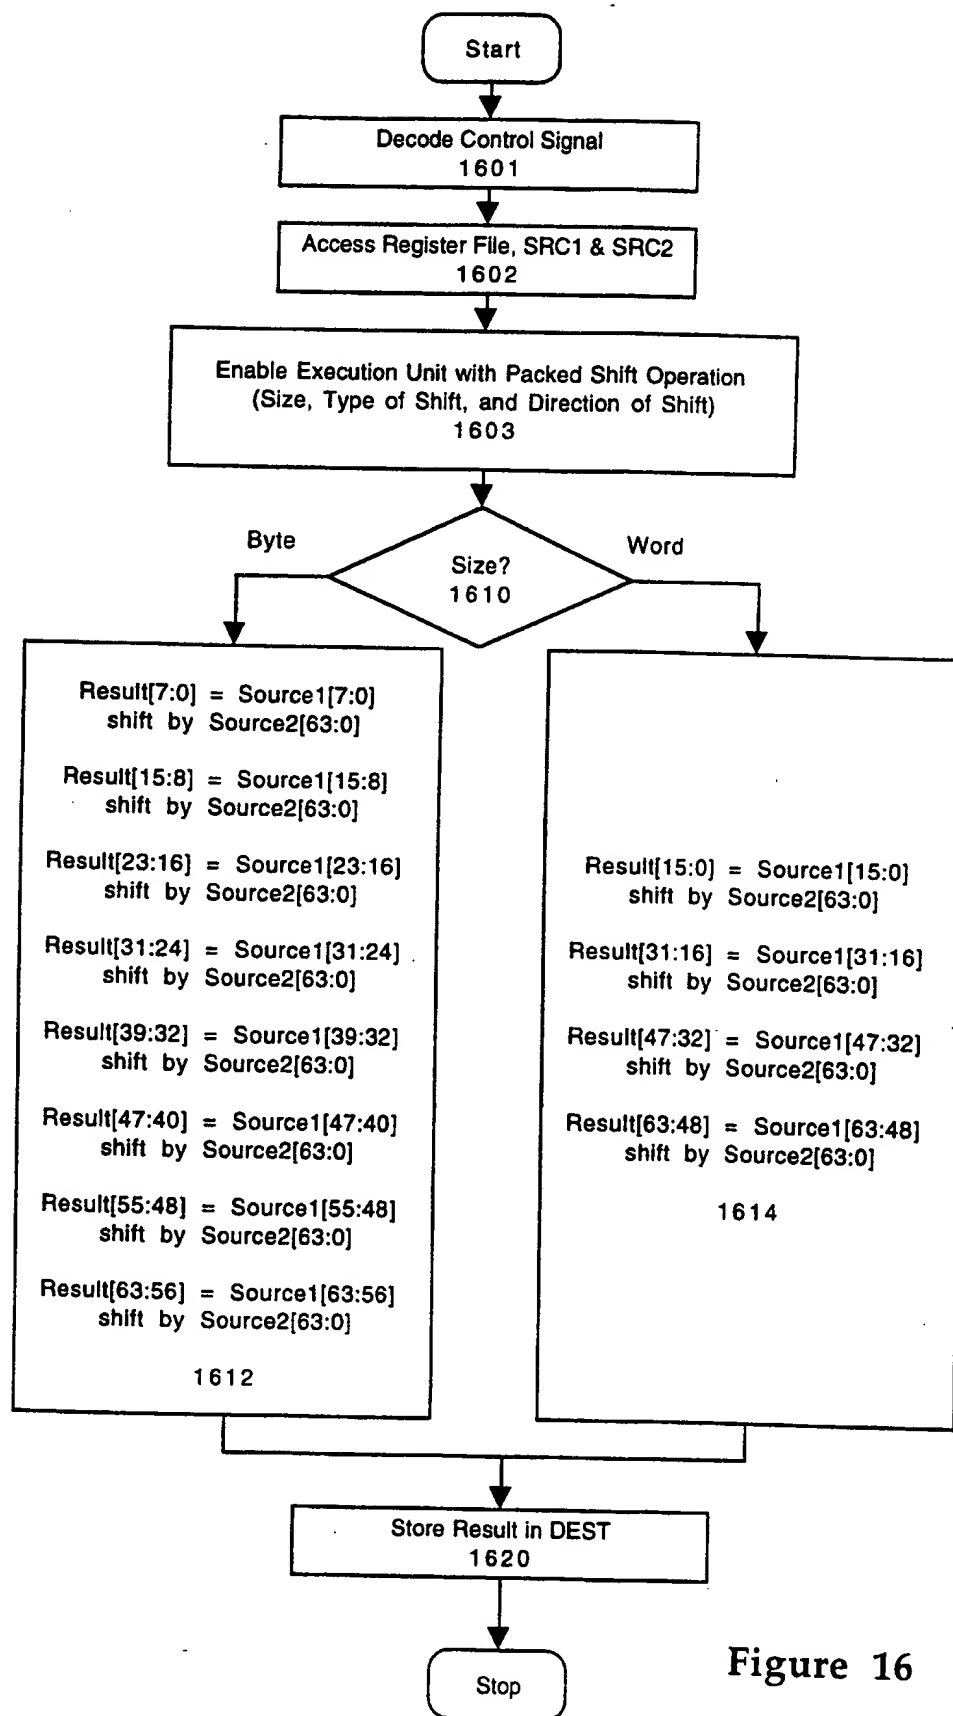 Start
Decode Control Signal
1601
Access Register File, SRC1 & SRC2
1602
Enable Execution Unit with Packed Shift Operation
(Size, Type of Shift, and Direction of Shift)
1603
Byte
Size?
1610
Word
Result[7:0] = Source1[7:0]
shift by Source2[63:0]
Result[15:8] = Source1[15:8]
shift by Source2[63:0]
Result[23:16] = Source1[23:16]
shift by Source2[63:0]
Result[31:24] = Source1[31:24]
shift by Source2[63:0]
Result[39:32] = Source1[39:32]
shift by Source2[63:0]
Result[47:40] = Source1[47:40]
shift by Source2[63:0]
Result[55:48] = Source1[55:48]
shift by Source2[63:0]
Result[63:56] = Source1[63:56]
shift by Source2[63:0]
1612
Result[15:0] = Source1[15:0]
shift by Source2[63:0]
Result[31:16] = Source1[31:16]
shift by Source2[63:0]
Result[47:32] = Source1[47:32]
shift by Source2[63:0]
Result[63:48] = Source1[63:48]
shift by Source2[63:0]
1614
Store Result in DEST
1620
Stop
Figure 16